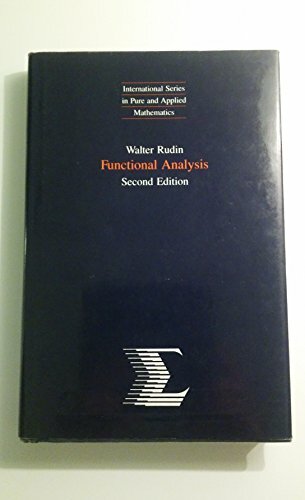 International Series
in Pure and Applied
Mathematics
Walter Rudin
Functional Analysis
Second Edition